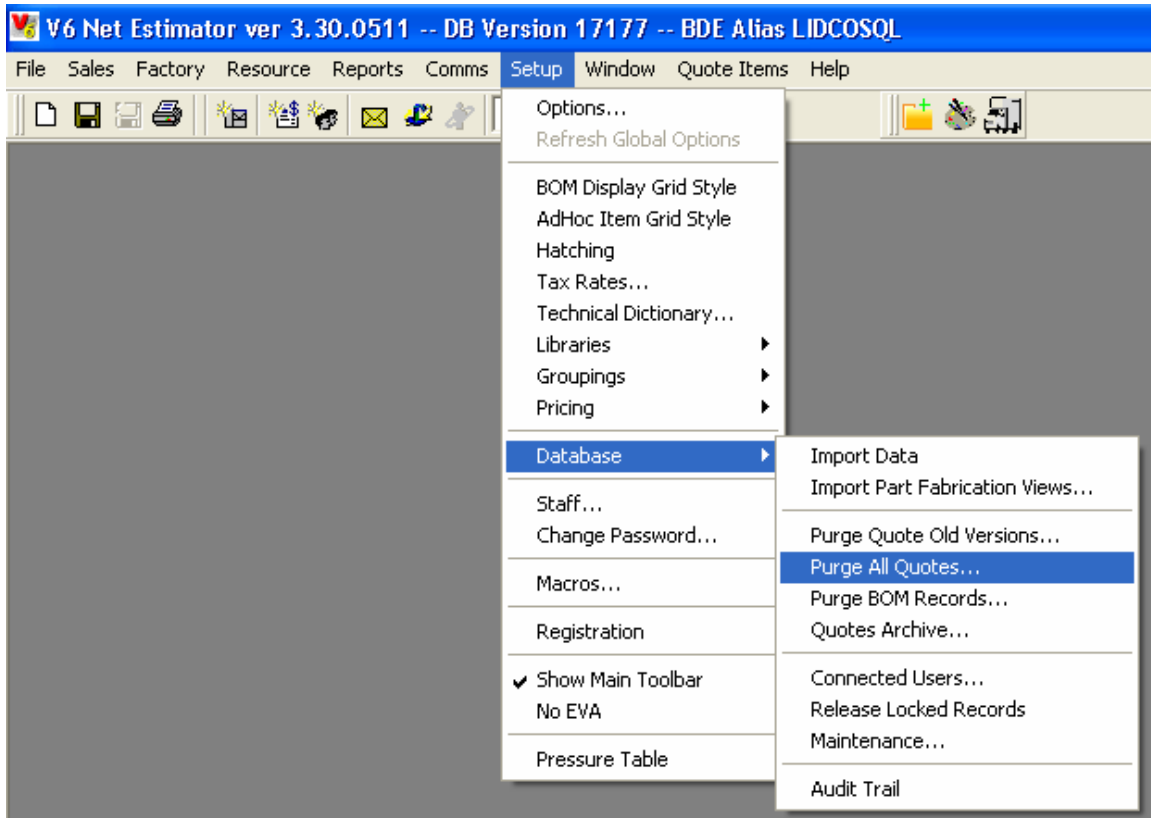 V6 Net Estimator ver 3.30.0511 -- DB Version 17177 -- BDE Alias LIDCOSQL
File Sales Factory Resource Reports Comms Setup Window Quote Items Help
Options...
Refresh Global Options
BOM Display Grid Style
AdHoc Item Grid Style
Hatching
Tax Rates...
Technical Dictionary...
Libraries
Groupings
Pricing
Database
Staff...
Change Password...
Macros...
Registration
Show Main Toolbar
No EVA
Pressure Table
Import Data
Import Part Fabrication Views...
Purge Quote Old Versions...
Purge All Quotes...
Purge BOM Records...
Quotes Archive...
Connected Users...
Release Locked Records
Maintenance...
Audit Trail